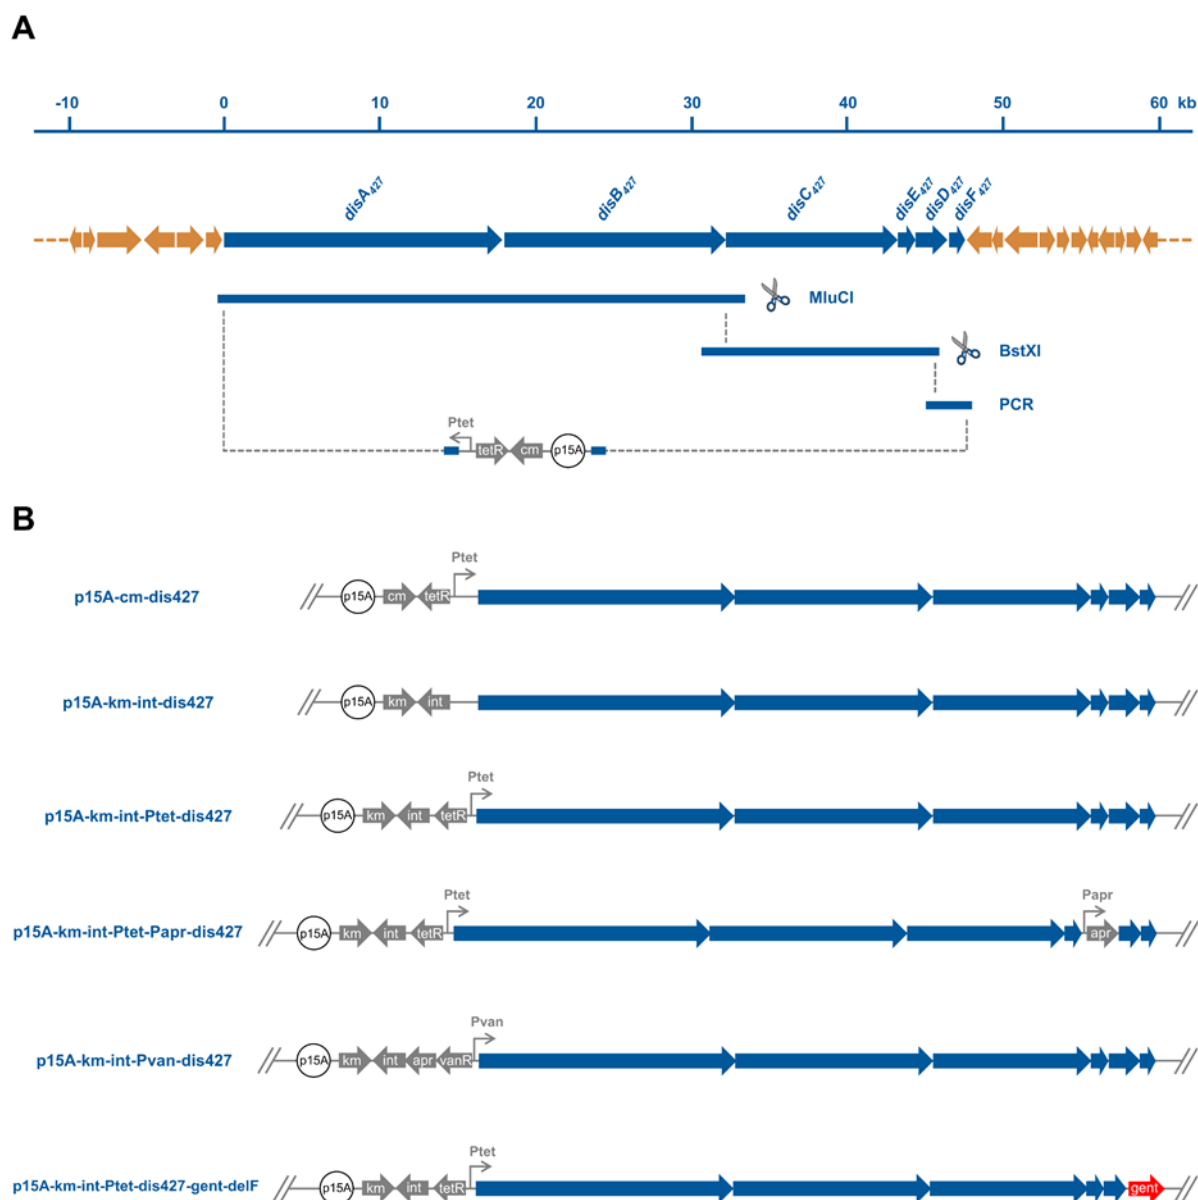 A
-10 0 10 20 30 40 50 60 kb
disA427 disB427 disC427 disE427 disD427 disF427
MluCI
BstXI
PCR
Ptet
tetR cm p15A
B
Ptet
p15A-cm-dis427 p15A cm tetR
p15A-km-int-dis427 p15A km int
Ptet
p15A-km-int-Ptet-dis427 p15A km int tetR
Ptet Papr
p15A-km-int-Ptet-Papr-dis427 p15A km int tetR apr
Pvan
p15A-km-int-Pvan-dis427 p15A km int apr vanR
Ptet
p15A-km-int-Ptet-dis427-gent-delF p15A km int tetR gent